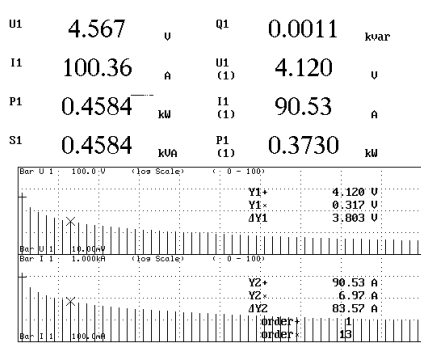 U1 4.567 V Q1 0.0011 kvar
I1 100.36 A U1 (1) 4.120 V
P1 0.4584 kW I1 (1) 90.53 A
S1 0.4584 kVA P1 (1) 0.3730 kW
Bar U 1 100.0 V (log Scale) ( 0 - 100)
Y1+ 4.120 V
Y1× 0.317 V
ΔY1 3.803 V
Bar U 1 10.00mV
Bar I 1 1.000kA (log Scale) ( 0 - 100)
Y2+ 90.53 A
Y2× 6.97 A
ΔY2 83.57 A
order+ 1
Bar I 1 100.0mA order× 13